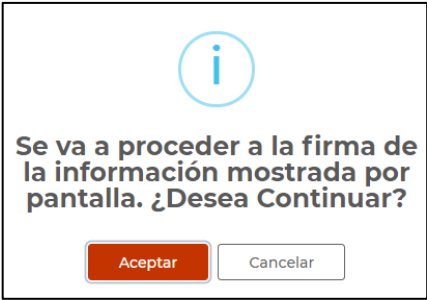 Se va a proceder a la firma de
la información mostrada por
pantalla. ¿Desea Continuar?
Aceptar Cancelar